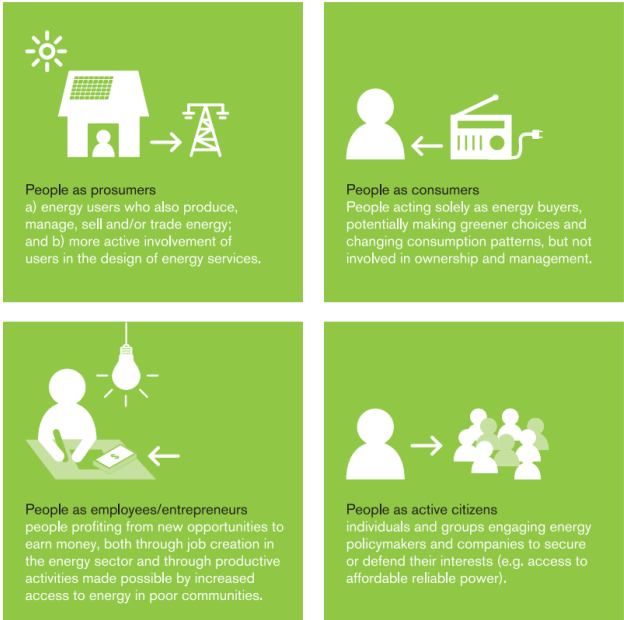 People as prosumers
a) energy users who also produce,
manage, sell and/or trade energy;
and b) more active involvement of
users in the design of energy services.
People as consumers
People acting solely as energy buyers,
potentially making greener choices and
changing consumption patterns, but not
involved in ownership and management.
$
People as employees/entrepreneurs
people profiting from new opportunities to
earn money, both through job creation in
the energy sector and through productive
activities made possible by increased
access to energy in poor communities.
People as active citizens
individuals and groups engaging energy
policymakers and companies to secure
or defend their interests (e.g. access to
affordable reliable power).